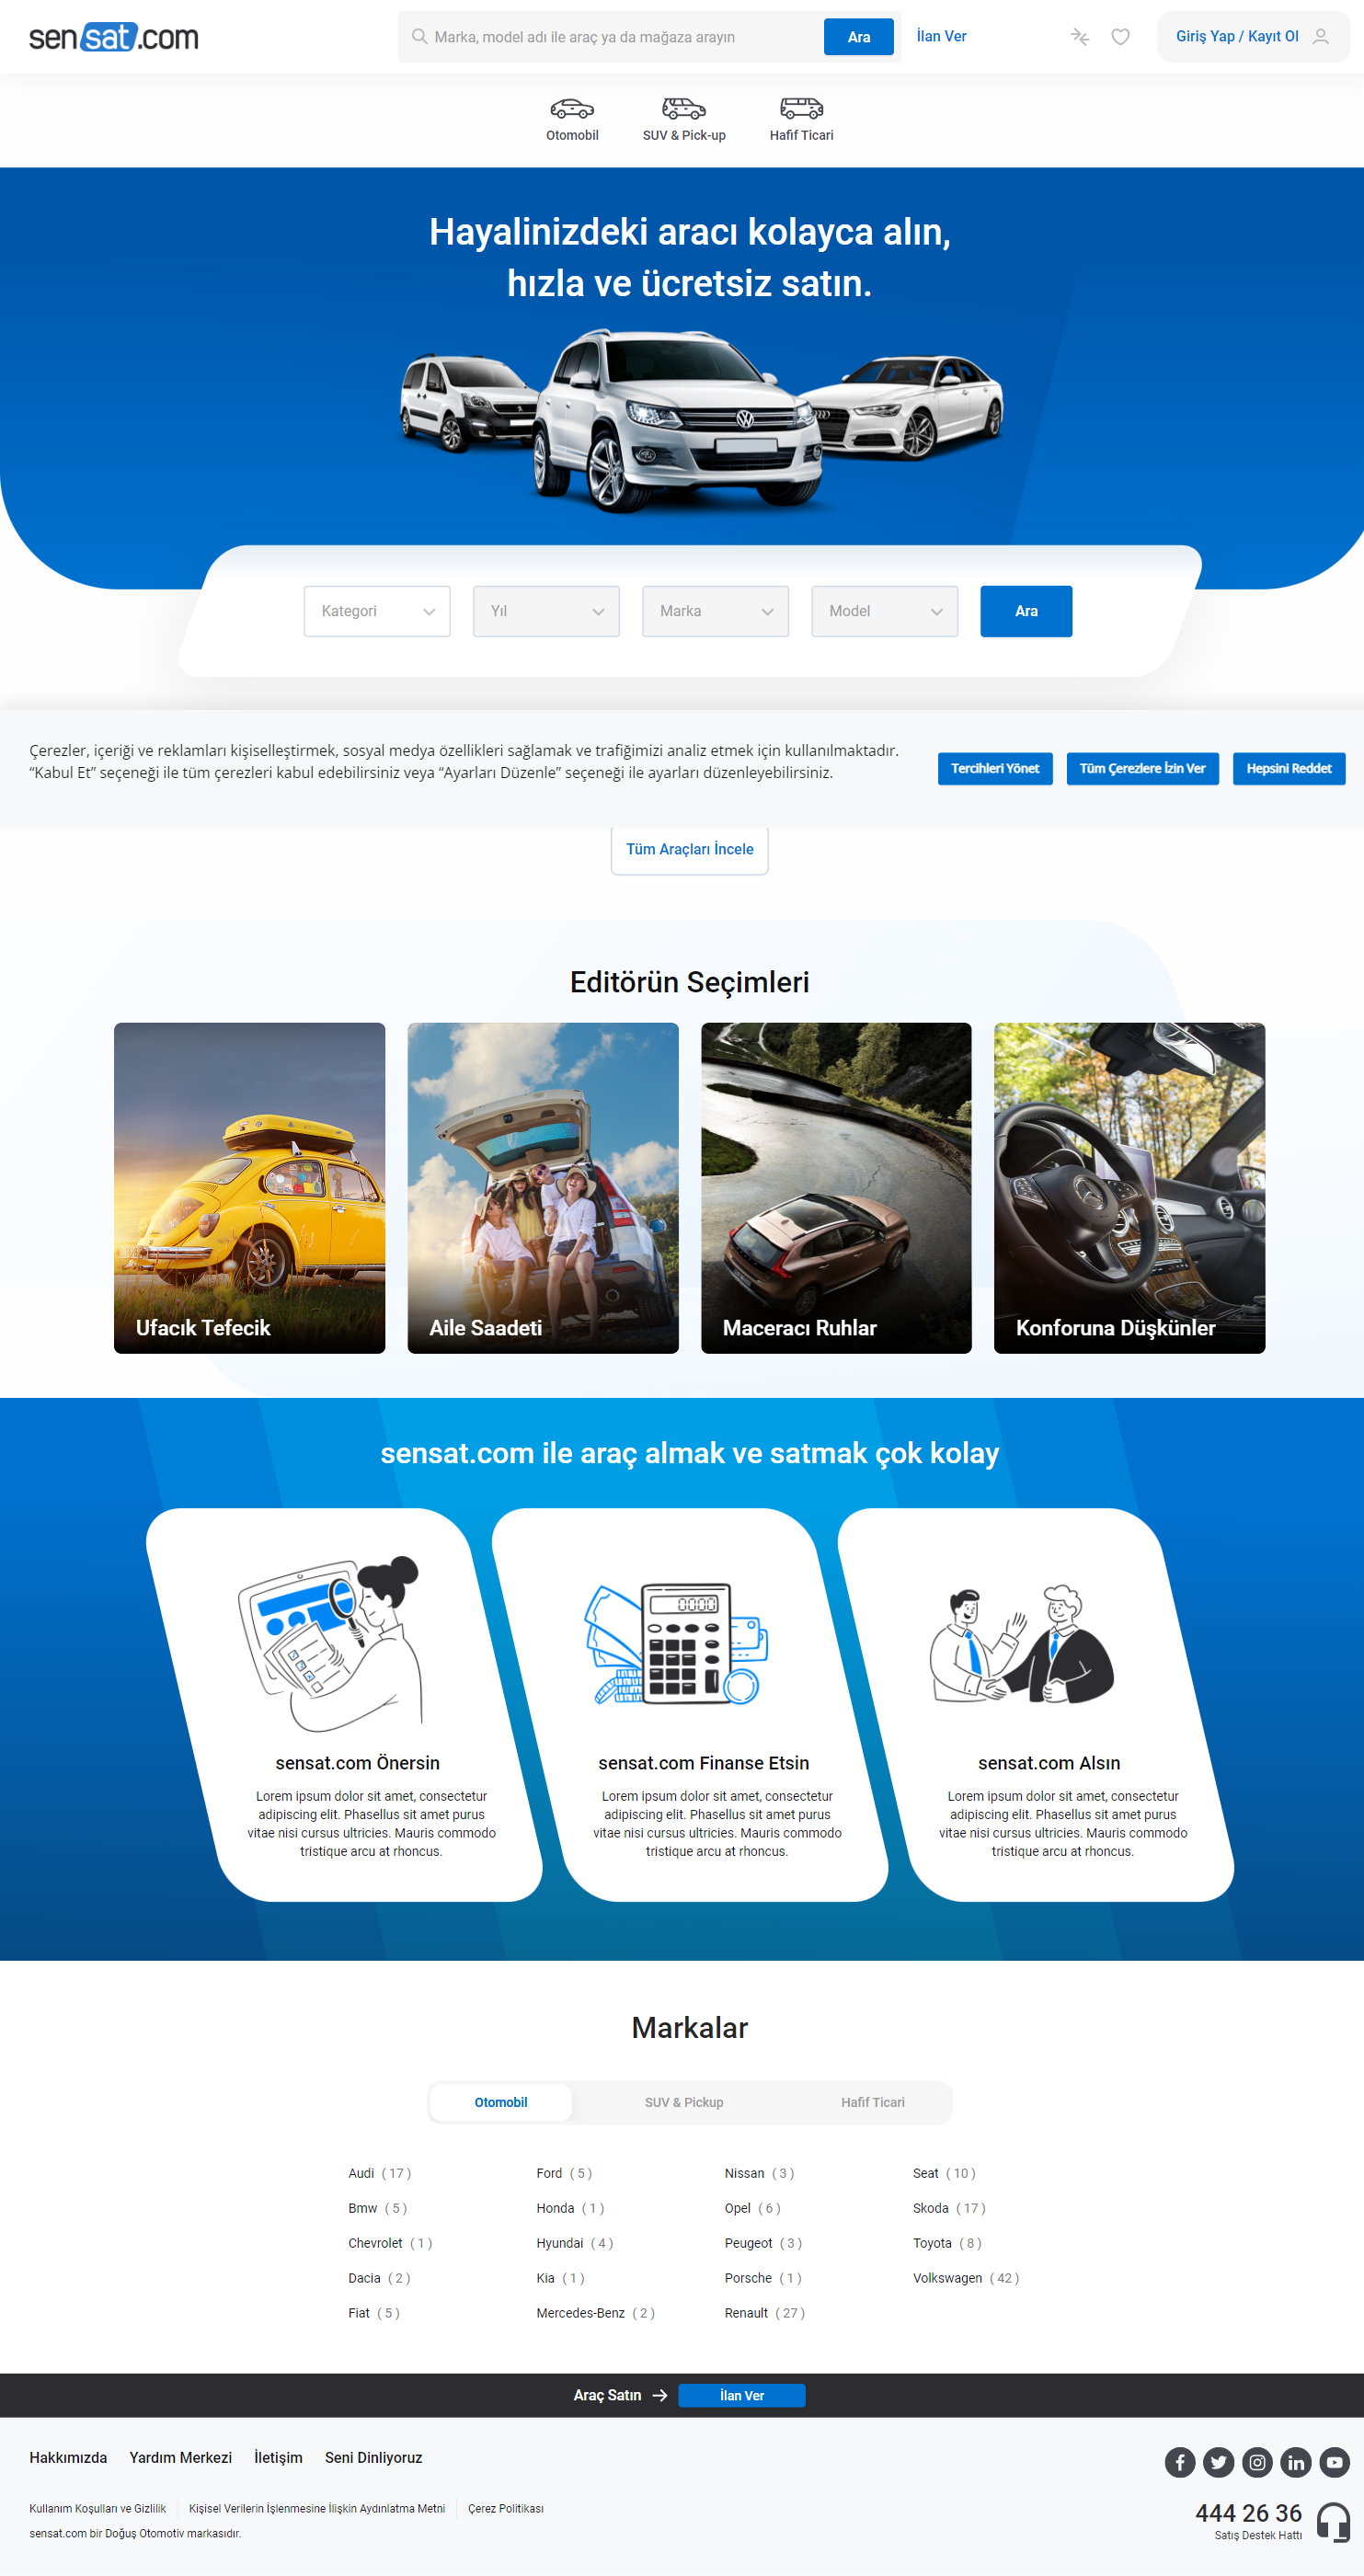 sensat.com
Marka, model adı ile araç ya da mağaza arayın
Ara
İlan Ver
Giriş Yap / Kayıt Ol
Otomobil
SUV & Pick-up
Hafif Ticari
Hayalinizdeki aracı kolayca alın,
hızla ve ücretsiz satın.
Kategori
Yıl
Marka
Model
Ara
Çerezler, içeriği ve reklamları kişiselleştirmek, sosyal medya özellikleri sağlamak ve trafiğimizi analiz etmek için kullanılmaktadır.
“Kabul Et” seçeneği ile tüm çerezleri kabul edebilirsiniz veya “Ayarları Düzenle” seçeneği ile ayarları düzenleyebilirsiniz.
Tercihleri Yönet
Tüm Çerezlere İzin Ver
Hepsini Reddet
Tüm Araçları İncele
Editörün Seçimleri
Ufacık Tefecik
Aile Saadeti
Maceracı Ruhlar
Konforuna Düşkünler
sensat.com ile araç almak ve satmak çok kolay
sensat.com Önersin
Lorem ipsum dolor sit amet, consectetur
adipiscing elit. Phasellus sit amet purus
vitae nisi cursus ultricies. Mauris commodo
tristique arcu at rhoncus.
sensat.com Finanse Etsin
Lorem ipsum dolor sit amet, consectetur
adipiscing elit. Phasellus sit amet purus
vitae nisi cursus ultricies. Mauris commodo
tristique arcu at rhoncus.
sensat.com Alsın
Lorem ipsum dolor sit amet, consectetur
adipiscing elit. Phasellus sit amet purus
vitae nisi cursus ultricies. Mauris commodo
tristique arcu at rhoncus.
Markalar
Otomobil
SUV & Pickup
Hafif Ticari
Audi ( 17 )
Ford ( 5 )
Nissan ( 3 )
Seat ( 10 )
Bmw ( 5 )
Honda ( 1 )
Opel ( 6 )
Skoda ( 17 )
Chevrolet ( 1 )
Hyundai ( 4 )
Peugeot ( 3 )
Toyota ( 8 )
Dacia ( 2 )
Kia ( 1 )
Porsche ( 1 )
Volkswagen ( 42 )
Fiat ( 5 )
Mercedes-Benz ( 2 )
Renault ( 27 )
Araç Satın
İlan Ver
Hakkımızda
Yardım Merkezi
İletişim
Seni Dinliyoruz
Kullanım Koşulları ve Gizlilik
Kişisel Verilerin İşlenmesine İlişkin Aydınlatma Metni
Çerez Politikası
sensat.com bir Doğuş Otomotiv markasıdır.
444 26 36
Satış Destek Hattı